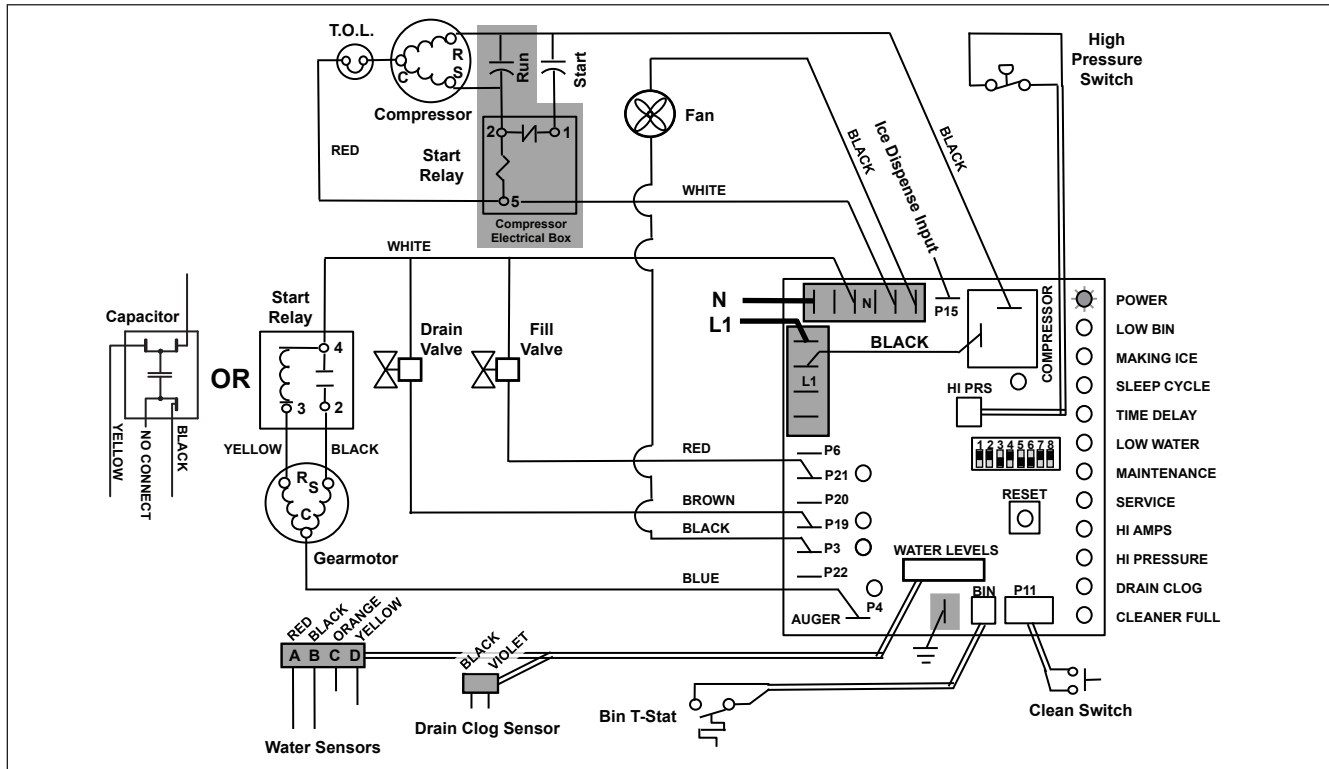 T.O.L.
R
S
C
Compressor
Run
Start
2
1
5
Start
Relay
Compressor
Electrical Box
RED
WHITE
Fan
BLACK
Ice Dispense Input
BLACK
High
Pressure
Switch
WHITE
Capacitor
YELLOW
NO CONNECT
BLACK
OR
Start
Relay
4
3
2
YELLOW
BLACK
R
S
C
Gearmotor
Drain
Valve
Fill
Valve
N
L1
N
L1
P15
BLACK
COMPRESSOR
HI PRS
1 2 3 4 5 6 7 8
RESET
RED
BROWN
BLACK
BLUE
P6
P21
P20
P19
P3
P22
P4
AUGER
WATER LEVELS
BIN
P11
POWER
LOW BIN
MAKING ICE
SLEEP CYCLE
TIME DELAY
LOW WATER
MAINTENANCE
SERVICE
HI AMPS
HI PRESSURE
DRAIN CLOG
CLEANER FULL
RED
BLACK
ORANGE
YELLOW
A B C D
Water Sensors
BLACK
VIOLET
Drain Clog Sensor
Bin T-Stat
Clean Switch